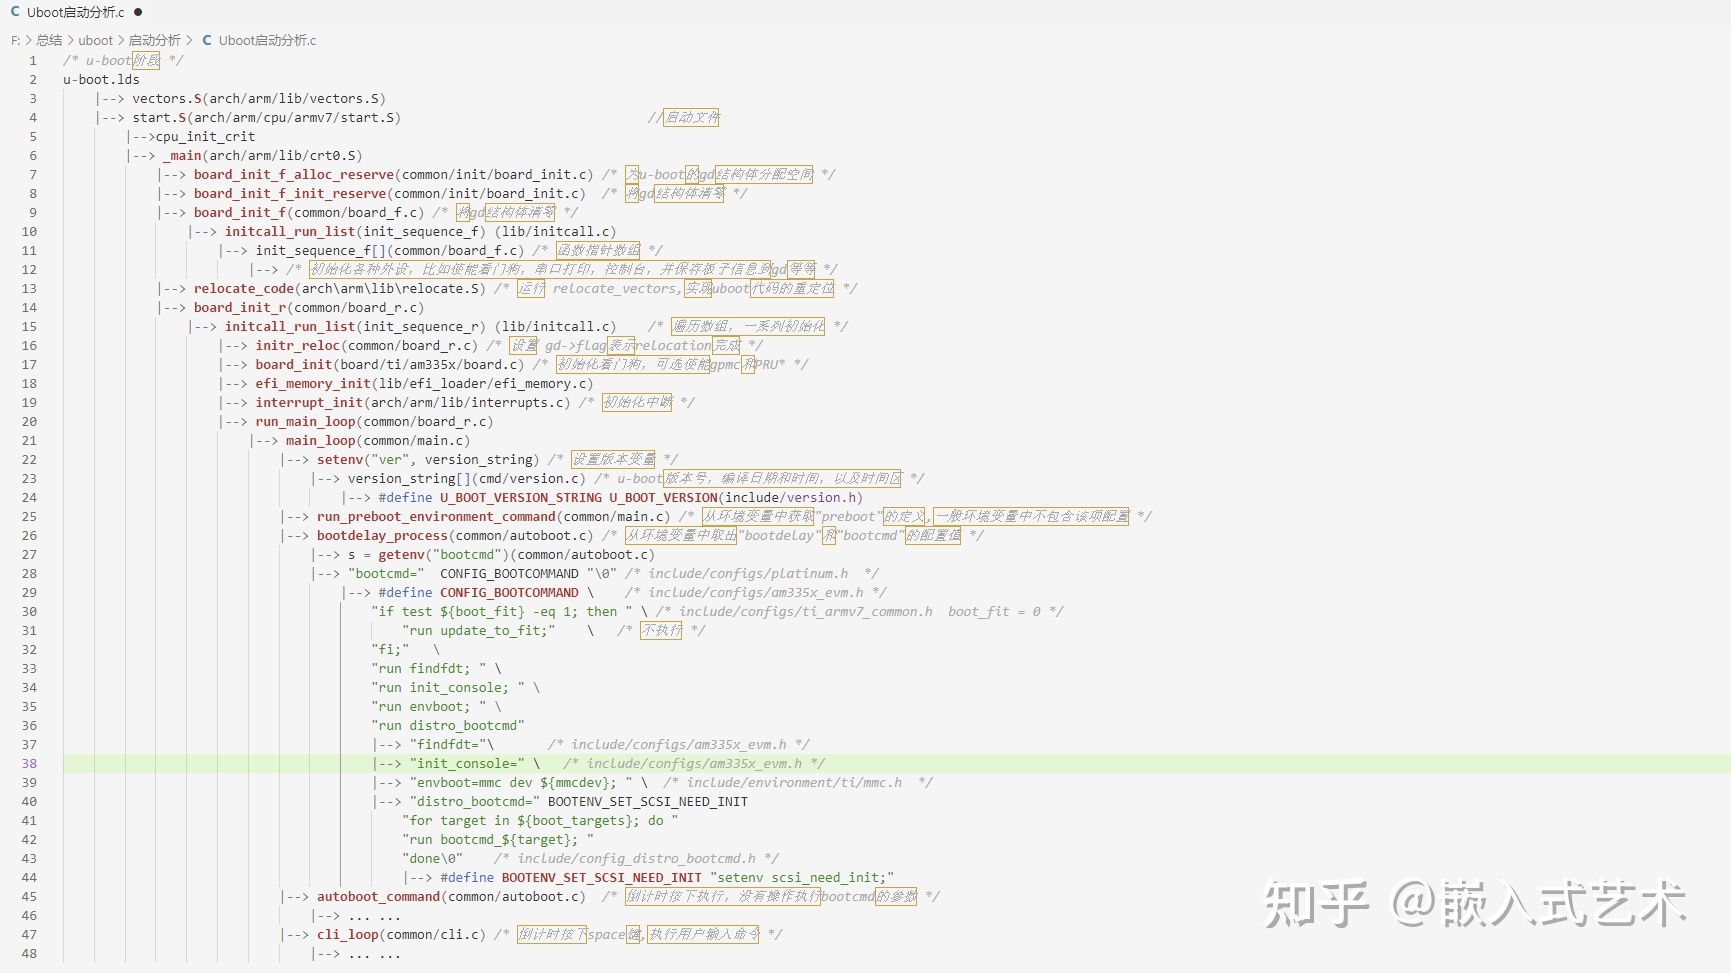 C Uboot启动分析.c ●
F: > 总结 > uboot > 启动分析 > C Uboot启动分析.c
1 /* u-boot阶段 */
2 u-boot.lds
3 |--> vectors.S(arch/arm/lib/vectors.S)
4 |--> start.S(arch/arm/cpu/armv7/start.S) //启动文件
5 |-->cpu_init_crit
6 |--> _main(arch/arm/lib/crt0.S)
7 |--> board_init_f_alloc_reserve(common/init/board_init.c) /* 为u-boot的gd结构体分配空间 */
8 |--> board_init_f_init_reserve(common/init/board_init.c) /* 将gd结构体清零 */
9 |--> board_init_f(common/board_f.c) /* 将gd结构体清零 */
10 |--> initcall_run_list(init_sequence_f) (lib/initcall.c)
11 |--> init_sequence_f[](common/board_f.c) /* 函数指针数组 */
12 |--> /* 初始化各种外设，比如使能看门狗，串口打印，控制台，并保存板子信息到gd等等 */
13 |--> relocate_code(arch\arm\lib\relocate.S) /* 运行 relocate_vectors,实现uboot代码的重定位 */
14 |--> board_init_r(common/board_r.c)
15 |--> initcall_run_list(init_sequence_r) (lib/initcall.c) /* 遍历数组，一系列初始化 */
16 |--> initr_reloc(common/board_r.c) /* 设置 gd->flag表示relocation完成 */
17 |--> board_init(board/ti/am335x/board.c) /* 初始化看门狗，可选使能gpmc和PRU* */
18 |--> efi_memory_init(lib/efi_loader/efi_memory.c)
19 |--> interrupt_init(arch/arm/lib/interrupts.c) /* 初始化中断 */
20 |--> run_main_loop(common/board_r.c)
21 |--> main_loop(common/main.c)
22 |--> setenv("ver", version_string) /* 设置版本变量 */
23 |--> version_string[](cmd/version.c) /* u-boot版本号，编译日期和时间，以及时间区 */
24 |--> #define U_BOOT_VERSION_STRING U_BOOT_VERSION(include/version.h)
25 |--> run_preboot_environment_command(common/main.c) /* 从环境变量中获取"preboot"的定义,一般环境变量中不包含该项配置 */
26 |--> bootdelay_process(common/autoboot.c) /* 从环境变量中取出"bootdelay"和"bootcmd"的配置值 */
27 |--> s = getenv("bootcmd")(common/autoboot.c)
28 |--> "bootcmd=" CONFIG_BOOTCOMMAND "\0" /* include/configs/platinum.h */
29 |--> #define CONFIG_BOOTCOMMAND \ /* include/configs/am335x_evm.h */
30 "if test ${boot_fit} -eq 1; then " \ /* include/configs/ti_armv7_common.h boot_fit = 0 */
31 "run update_to_fit;" \ /* 不执行 */
32 "fi;" \
33 "run findfdt; " \
34 "run init_console; " \
35 "run envboot; " \
36 "run distro_bootcmd"
37 |--> "findfdt="\ /* include/configs/am335x_evm.h */
38 |--> "init_console=" \ /* include/configs/am335x_evm.h */
39 |--> "envboot=mmc dev ${mmcdev}; " \ /* include/environment/ti/mmc.h */
40 |--> "distro_bootcmd=" BOOTENV_SET_SCSI_NEED_INIT
41 "for target in ${boot_targets}; do "
42 "run bootcmd_${target}; "
43 "done\0" /* include/config_distro_bootcmd.h */
44 |--> #define BOOTENV_SET_SCSI_NEED_INIT "setenv scsi_need_init;"
45 |--> autoboot_command(common/autoboot.c) /* 倒计时按下执行，没有操作执行bootcmd的参数 */
46 |--> ... ...
47 |--> cli_loop(common/cli.c) /* 倒计时按下space键,执行用户输入命令 */
48 |--> ... ...
知乎 @嵌入式艺术